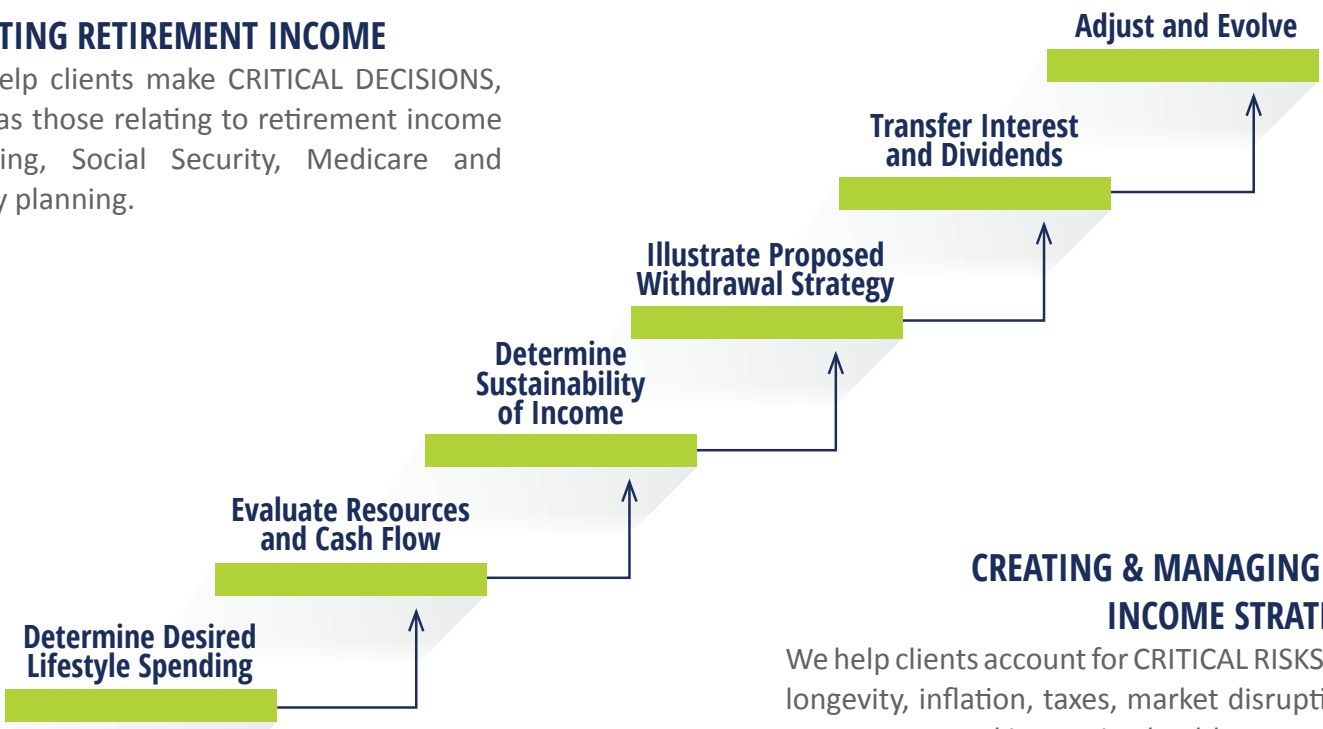 TING RETIREMENT INCOME
elp clients make CRITICAL DECISIONS,
as those relating to retirement income
ing, Social Security, Medicare and
y planning.
Adjust and Evolve
Transfer Interest
and Dividends
Illustrate Proposed
Withdrawal Strategy
Determine
Sustainability
of Income
Evaluate Resources
and Cash Flow
Determine Desired
Lifestyle Spending
CREATING & MANAGING
INCOME STRAT
We help clients account for CRITICAL RISKS
longevity, inflation, taxes, market disrupti